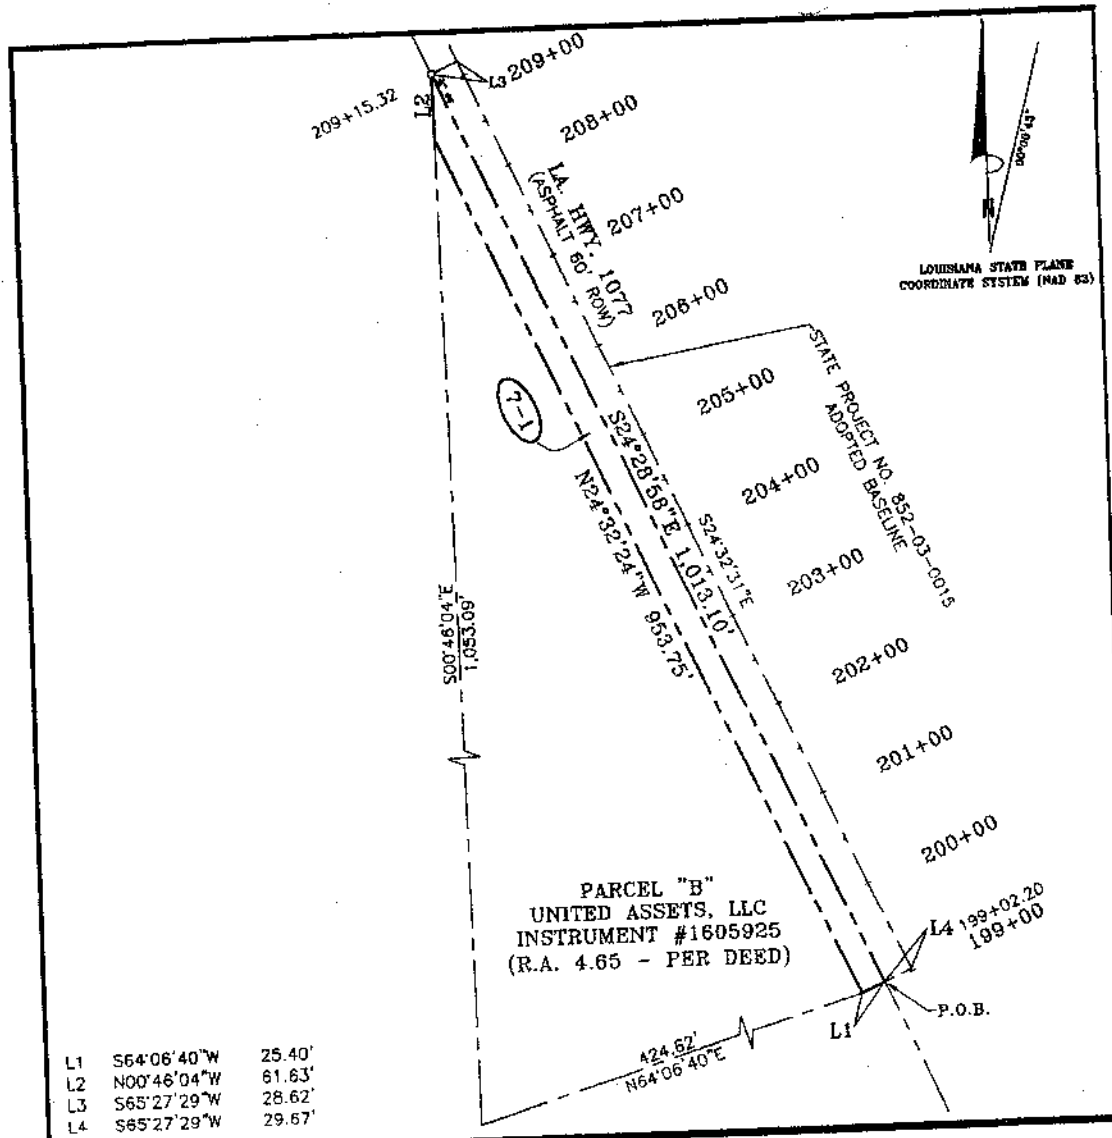 209+15.32
L2
L3
209+00
208+00
207+00
206+00
205+00
204+00
203+00
202+00
201+00
200+00
199+02.20
199+00
LA. HWY. 1077
(ASPHALT 60' ROW)
LOUISIANA STATE PLANE
COORDINATE SYSTEM (NAD 83)
STATE PROJECT NO. 852-03-0015
ADOPTED BASELINE
7-1
S24°28'58"E 1,013.10'
N24°32'24"W 953.75'
S24°32'31"E
S00°46'04"E
1,053.09'
PARCEL "B"
UNITED ASSETS, LLC
INSTRUMENT #1605925
(R.A. 4.65 - PER DEED)
L4
P.O.B.
L1
424.62'
N64°06'40"E
L1 S64°06'40"W 25.40'
L2 N00°46'04"W 61.63'
L3 S65°27'29"W 28.62'
L4 S65°27'29"W 29.67'